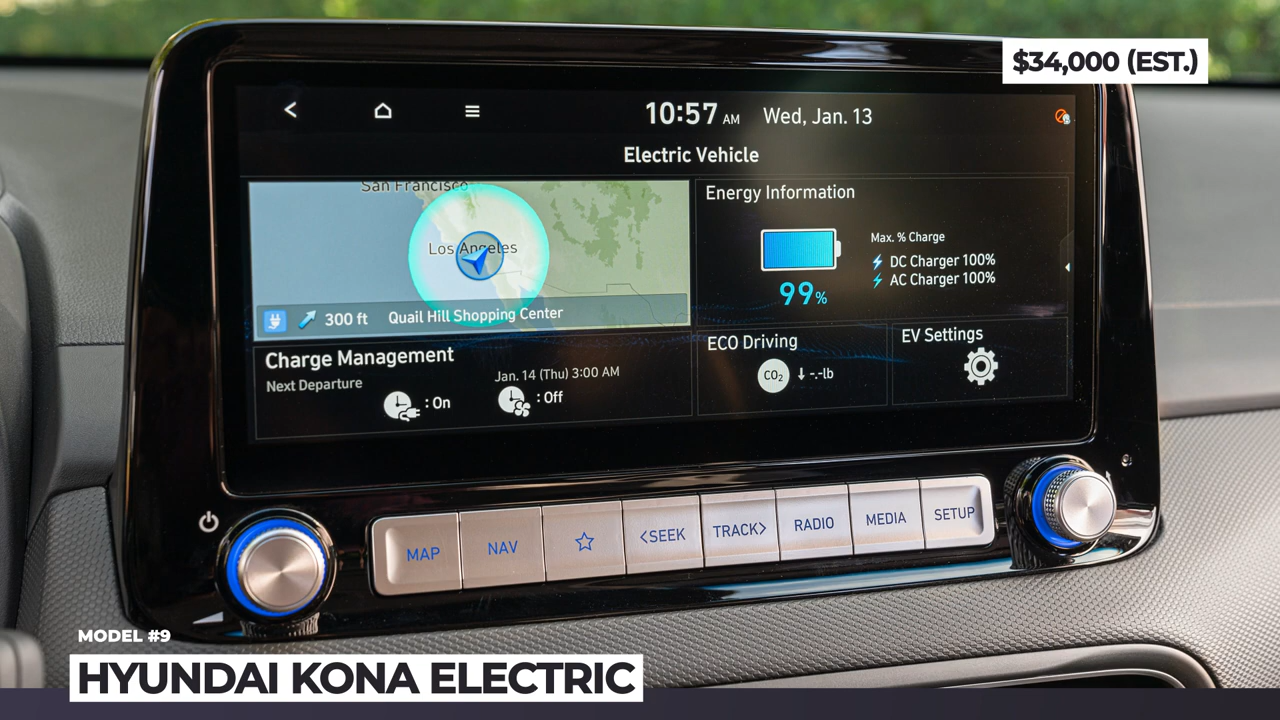 $34,000 (EST.)
10:57 AM Wed, Jan. 13
Electric Vehicle
San Francisco
Los Angeles
300 ft Quail Hill Shopping Center
Energy Information
Max. % Charge
DC Charger 100%
AC Charger 100%
99%
Charge Management
Next Departure
Jan. 14 (Thu) 3:00 AM
: On
: Off
ECO Driving
CO2
-.-lb
EV Settings
MAP
NAV
<SEEK
TRACK>
RADIO
MEDIA
SETUP
MODEL #9
HYUNDAI KONA ELECTRIC